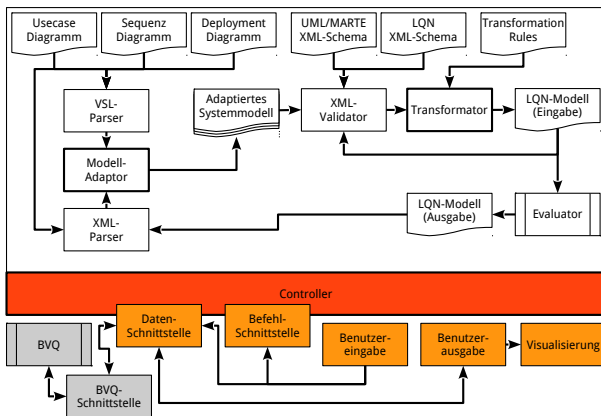 Usecase
Diagramm
Sequenz
Diagramm
Deployment
Diagramm
UML/MARTE
XML-Schema
LQN
XML-Schema
Transformation
Rules
VSL-
Parser
Adaptiertes
Systemmodell
XML-
Validator
Transformator
LQN-Modell
(Eingabe)
Modell-
Adaptor
XML-
Parser
LQN-Modell
(Ausgabe)
Evaluator
Controller
Daten-
Schnittstelle
Befehl-
Schnittstelle
BVQ
Benutzer-
eingabe
Benutzer-
ausgabe
Visualisierung
BVQ-
Schnittstelle